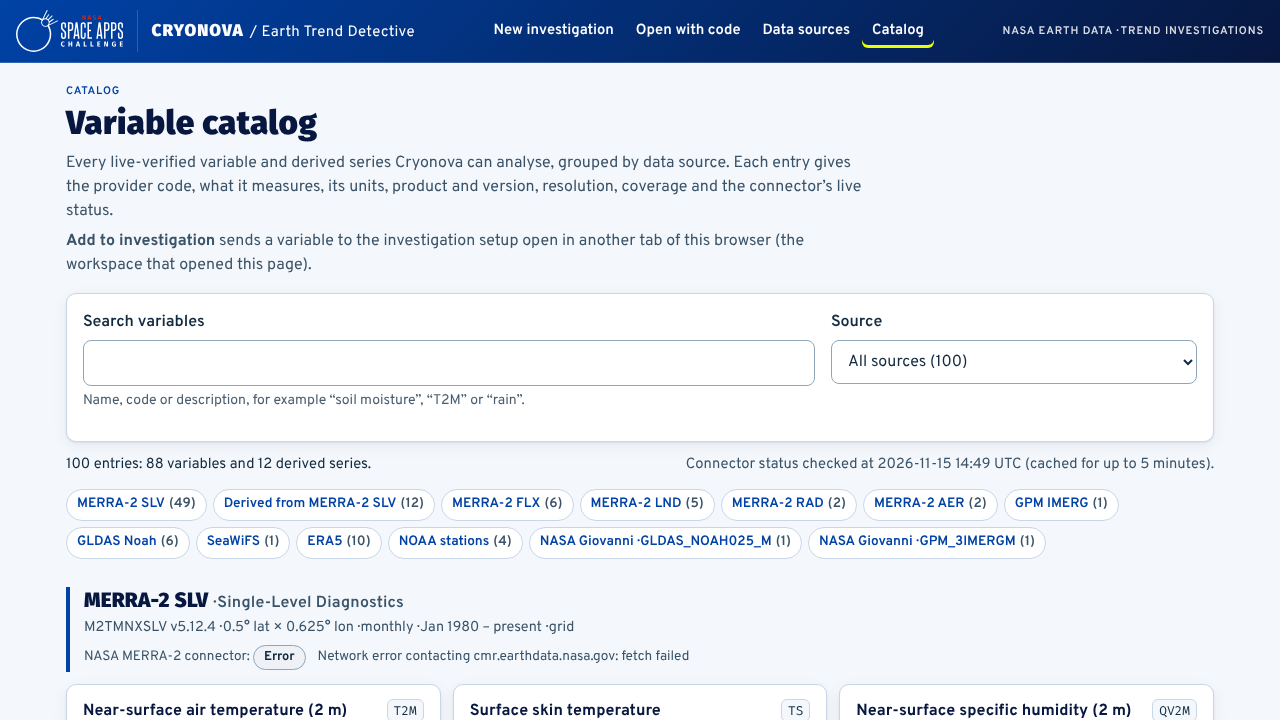 NASA
SPACE APPS
CHALLENGE
CRYONOVA / Earth Trend Detective
New investigation
Open with code
Data sources
Catalog
NASA EARTH DATA · TREND INVESTIGATIONS
CATALOG
Variable catalog
Every live-verified variable and derived series Cryonova can analyse, grouped by data source. Each entry gives
the provider code, what it measures, its units, product and version, resolution, coverage and the connector’s live
status.
Add to investigation sends a variable to the investigation setup open in another tab of this browser (the
workspace that opened this page).
Search variables
Source
All sources (100)
Name, code or description, for example “soil moisture”, “T2M” or “rain”.
100 entries: 88 variables and 12 derived series.
Connector status checked at 2026-11-15 14:49 UTC (cached for up to 5 minutes).
MERRA-2 SLV (49)
Derived from MERRA-2 SLV (12)
MERRA-2 FLX (6)
MERRA-2 LND (5)
MERRA-2 RAD (2)
MERRA-2 AER (2)
GPM IMERG (1)
GLDAS Noah (6)
SeaWiFS (1)
ERA5 (10)
NOAA stations (4)
NASA Giovanni · GLDAS_NOAH025_M (1)
NASA Giovanni · GPM_3IMERGM (1)
MERRA-2 SLV · Single-Level Diagnostics
M2TMNXSLV v5.12.4 · 0.5° lat × 0.625° lon · monthly · Jan 1980 – present · grid
NASA MERRA-2 connector: Error Network error contacting cmr.earthdata.nasa.gov: fetch failed
Near-surface air temperature (2 m) T2M
Surface skin temperature TS
Near-surface specific humidity (2 m) QV2M